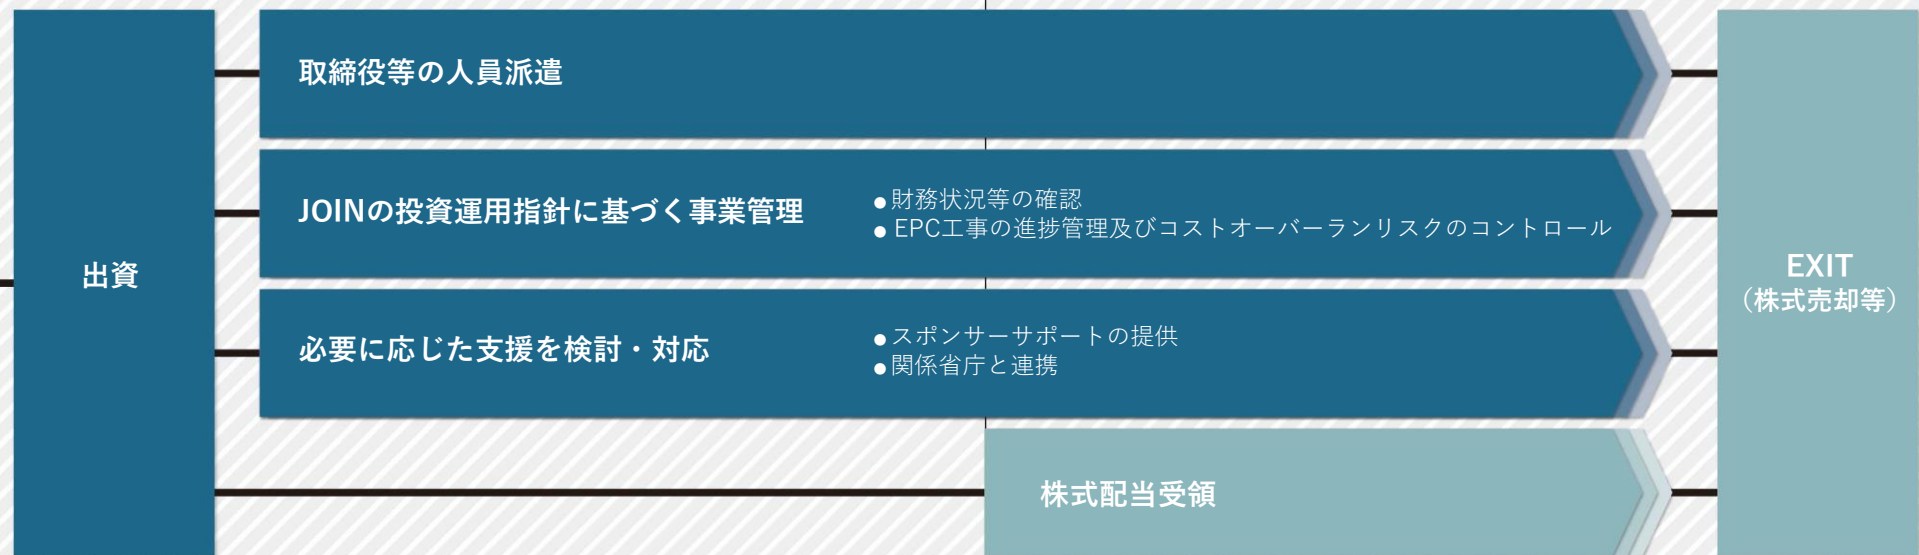 出資
取締役等の人員派遣
JOINの投資運用指針に基づく事業管理
●財務状況等の確認
●EPC工事の進捗管理及びコストオーバーランリスクのコントロール
必要に応じた支援を検討・対応
●スポンサーサポートの提供
●関係省庁と連携
株式配当受領
EXIT
（株式売却等）